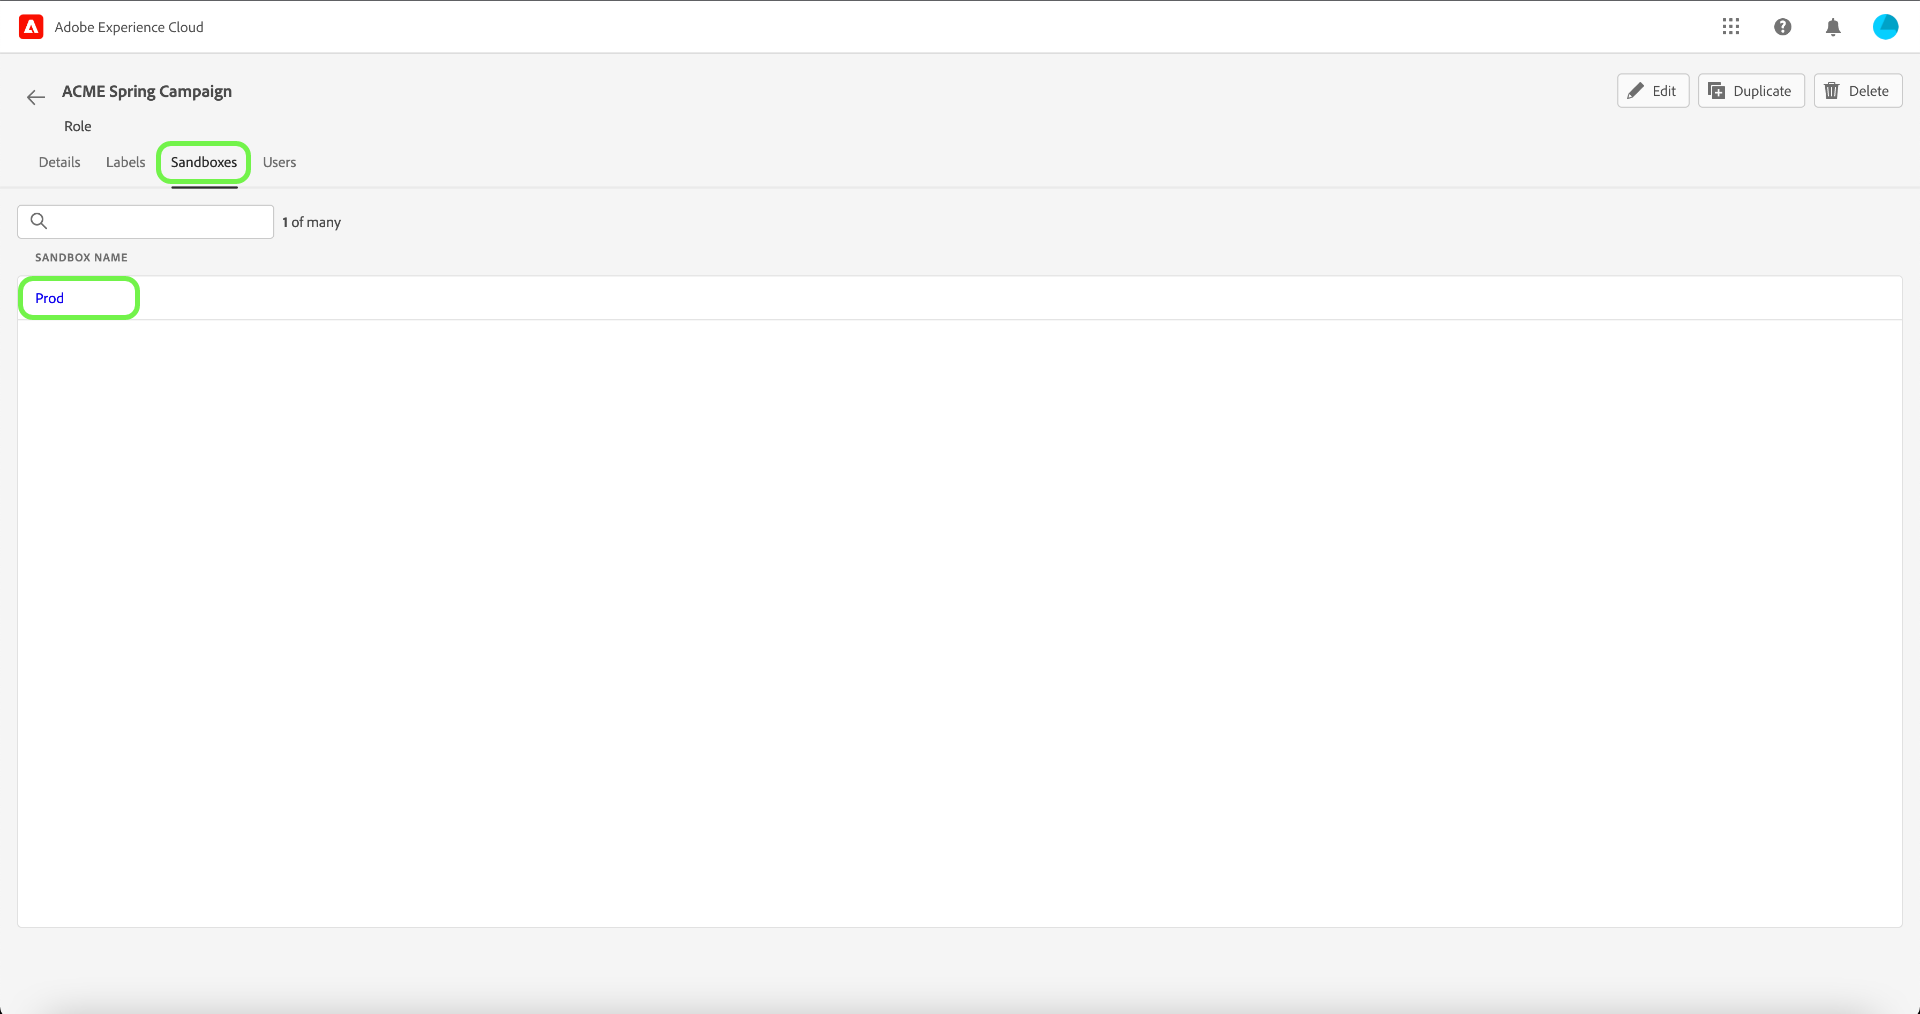 Adobe Experience Cloud
ACME Spring Campaign
Edit
Duplicate
Delete
Role
Details
Labels
Sandboxes
Users
1 of many
SANDBOX NAME
Prod